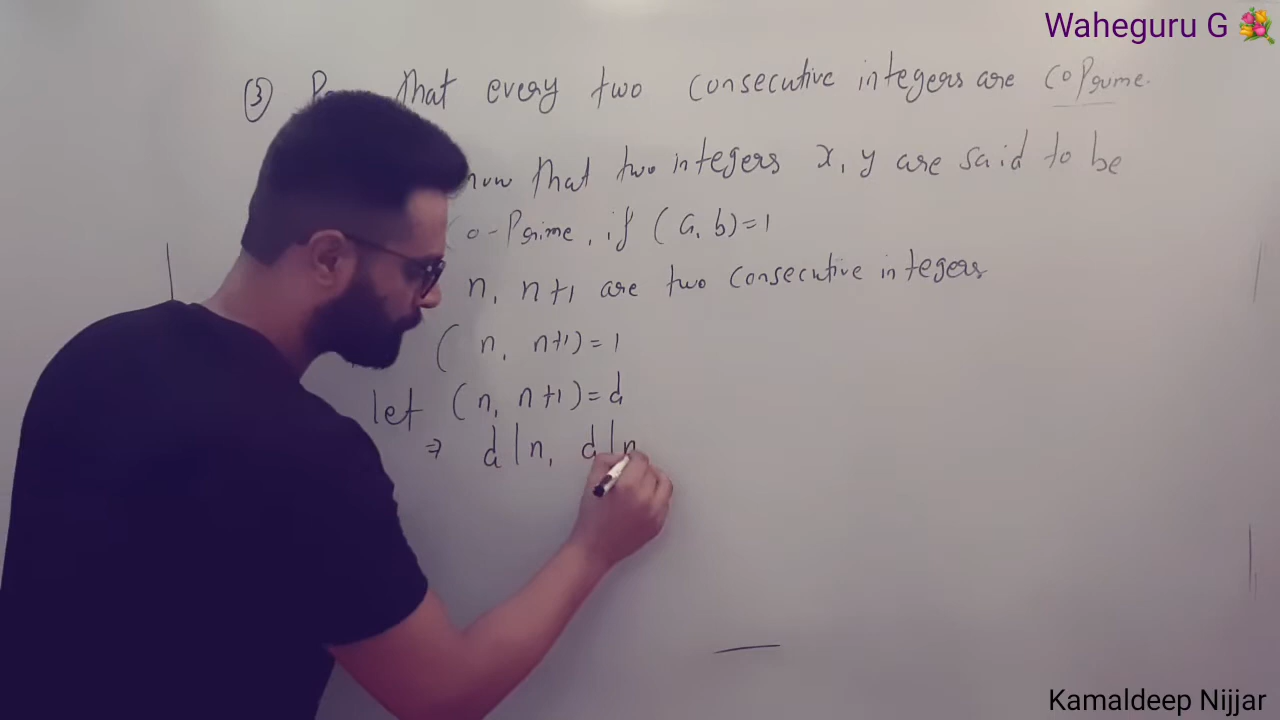 Waheguru G 💐
(3) that every two consecutive integers are coprime.
that two integers x, y are said to be
o-Prime, if (a, b)=1
n, n+1 are two consecutive integers
( n, n+1)=1
let (n, n+1)=d
⇒ d|n, d|n
Kamaldeep Nijjar